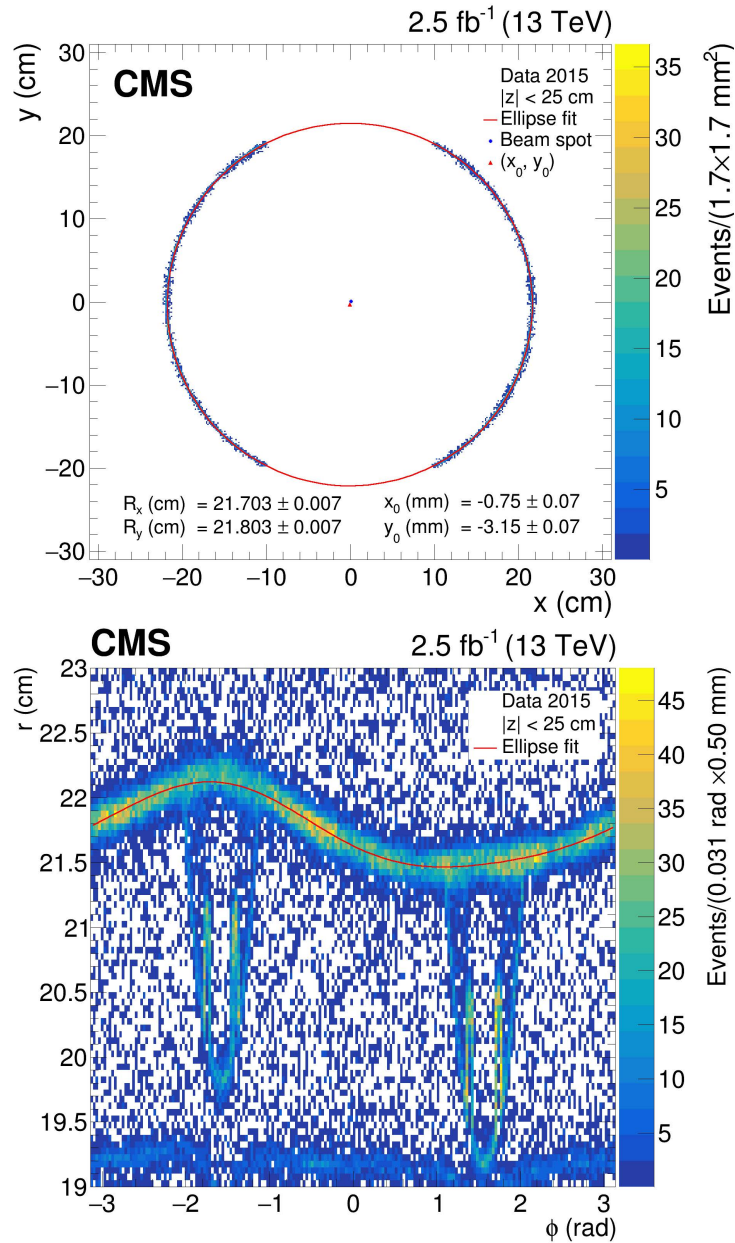 2.5 fb⁻¹ (13 TeV)
CMS
Data 2015
|z| < 25 cm
Ellipse fit
Beam spot
(x₀, y₀)
y (cm)
30
20
10
0
−10
−20
−30
Rₓ (cm) = 21.703 ± 0.007
x₀ (mm) = -0.75 ± 0.07
R_y (cm) = 21.803 ± 0.007
y₀ (mm) = -3.15 ± 0.07
−30 −20 −10 0 10 20 30
x (cm)
35
30
25
20
15
10
5
Events/(1.7×1.7 mm²)
CMS
2.5 fb⁻¹ (13 TeV)
Data 2015
|z| < 25 cm
Ellipse fit
r (cm)
23
22.5
22
21.5
21
20.5
20
19.5
19
−3 −2 −1 0 1 2 3
ϕ (rad)
45
40
35
30
25
20
15
10
5
Events/(0.031 rad ×0.50 mm)